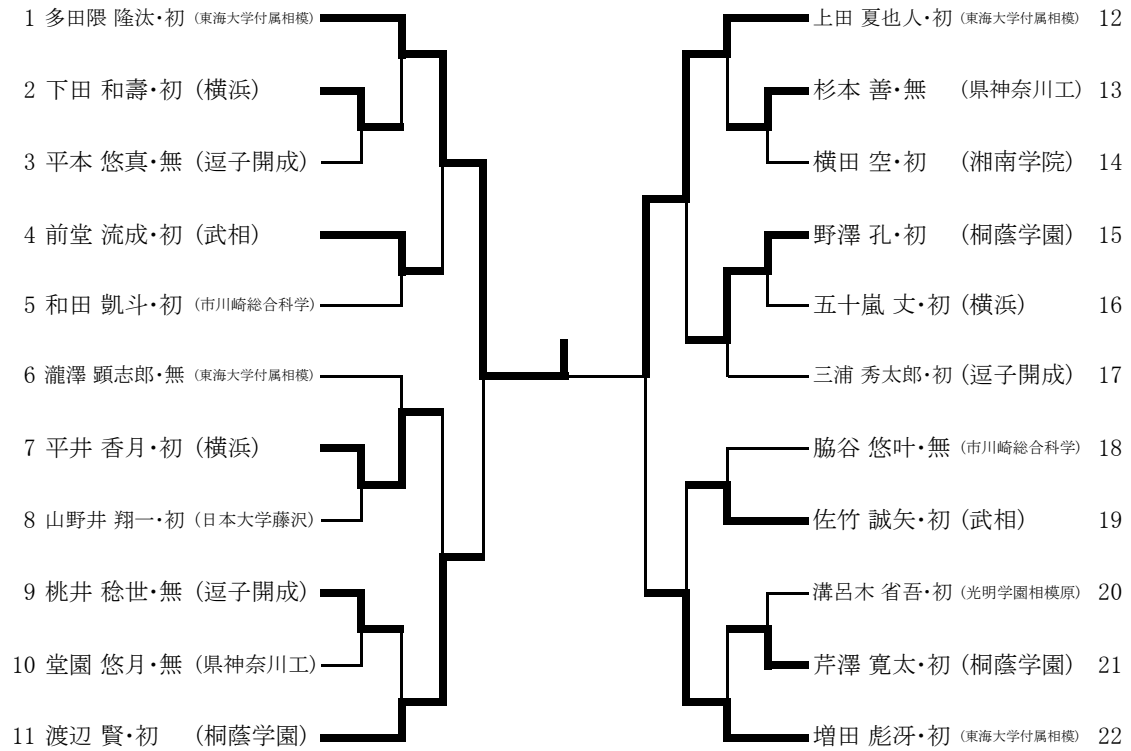 1 多田隈 隆汰・初 (東海大学付属相模)
2 下田 和壽・初 (横浜)
3 平本 悠真・無 (逗子開成)
4 前堂 流成・初 (武相)
5 和田 凱斗・初 (市川崎総合科学)
6 瀧澤 顕志郎・無 (東海大学付属相模)
7 平井 香月・初 (横浜)
8 山野井 翔一・初 (日本大学藤沢)
9 桃井 稔世・無 (逗子開成)
10 堂園 悠月・無 (県神奈川工)
11 渡辺 賢・初 (桐蔭学園)
上田 夏也人・初 (東海大学付属相模) 12
杉本 善・無 (県神奈川工) 13
横田 空・初 (湘南学院) 14
野澤 孔・初 (桐蔭学園) 15
五十嵐 丈・初 (横浜) 16
三浦 秀太郎・初 (逗子開成) 17
脇谷 悠叶・無 (市川崎総合科学) 18
佐竹 誠矢・初 (武相) 19
溝呂木 省吾・初 (光明学園相模原) 20
芹澤 寛太・初 (桐蔭学園) 21
増田 彪冴・初 (東海大学付属相模) 22